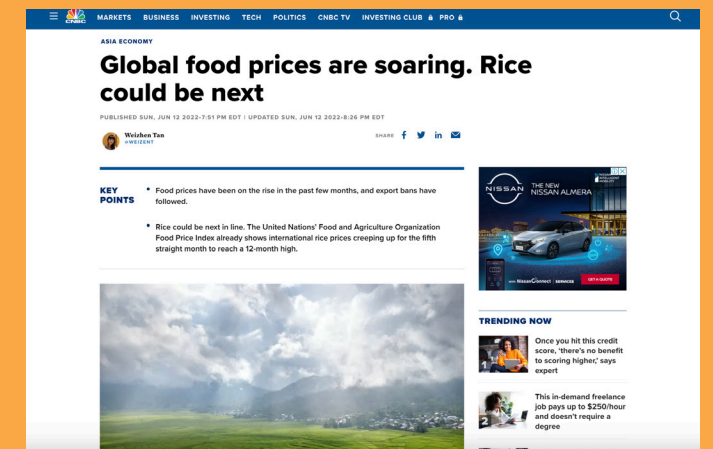 CNBC
MARKETS BUSINESS INVESTING TECH POLITICS CNBC TV INVESTING CLUB PRO
ASIA ECONOMY
Global food prices are soaring. Rice
could be next
PUBLISHED SUN, JUN 12 2022-7:51 PM EDT | UPDATED SUN, JUN 12 2022-8:26 PM EDT
Weizhen Tan
@WEIZENT
SHARE
KEY
POINTS
• Food prices have been on the rise in the past few months, and export bans have
followed.
• Rice could be next in line. The United Nations' Food and Agriculture Organization
Food Price Index already shows international rice prices creeping up for the fifth
straight month to reach a 12-month high.
NISSAN
THE NEW
NISSAN ALMERA
with NissanConnect | SERVICES
GET A QUOTE
TRENDING NOW
1
Once you hit this credit
score, 'there's no benefit
to scoring higher,' says
expert
2
This in-demand freelance
job pays up to $250/hour
and doesn't require a
degree